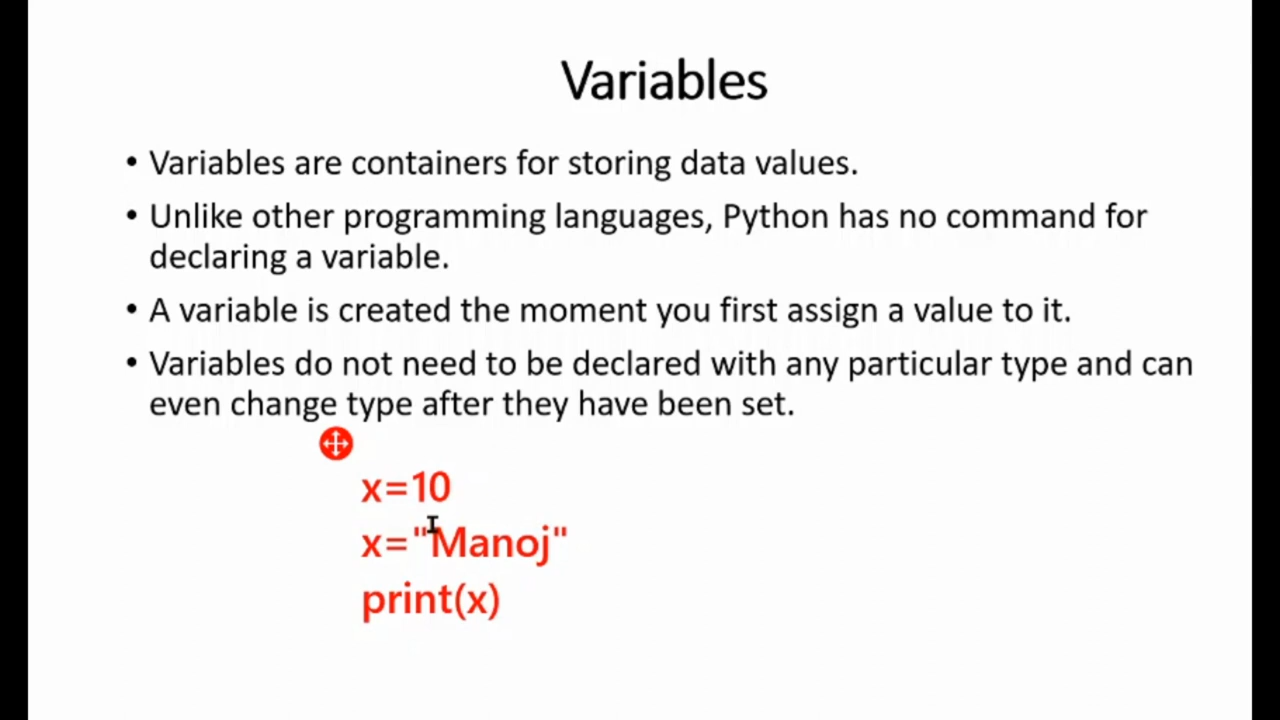 Variables
• Variables are containers for storing data values.
• Unlike other programming languages, Python has no command for
declaring a variable.
• A variable is created the moment you first assign a value to it.
• Variables do not need to be declared with any particular type and can
even change type after they have been set.
x=10
x="Manoj"
print(x)